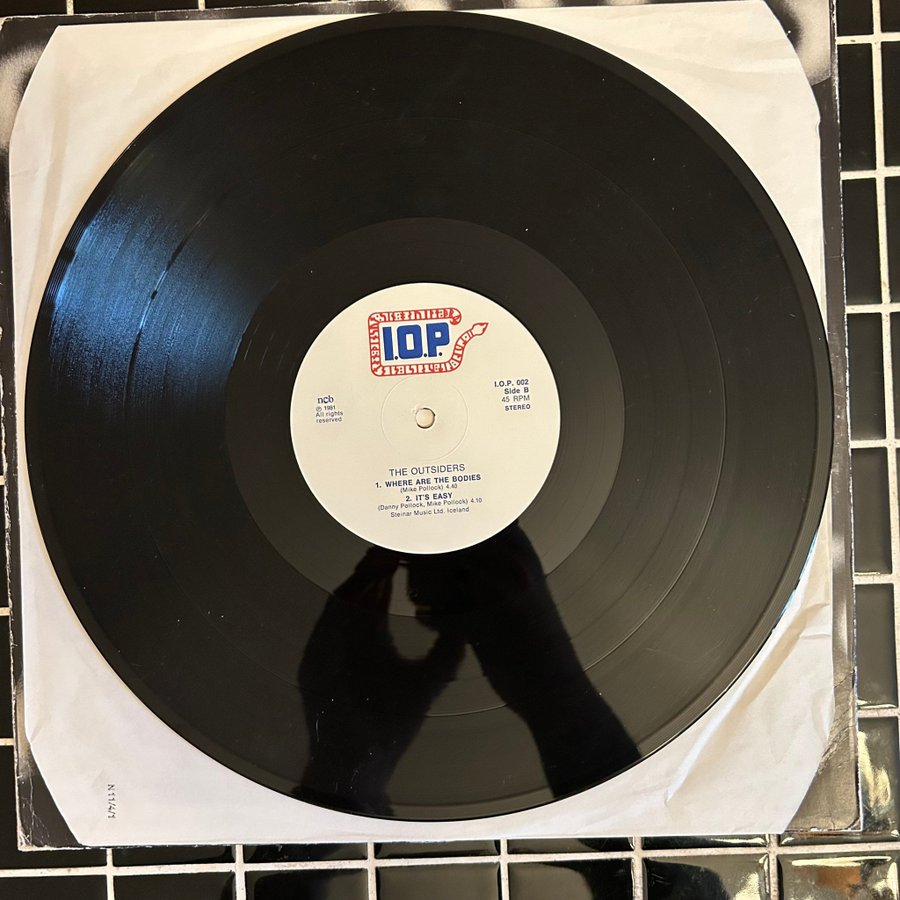 I.O.P.
I.O.P. 002
Side B
45 RPM
STEREO
ncb
℗ 1981
All rights
reserved
THE OUTSIDERS
1. WHERE ARE THE BODIES
(Mike Pollock) 4.40
2. IT'S EASY
(Danny Pollock, Mike Pollock) 4.10
Steinar Music Ltd. Iceland